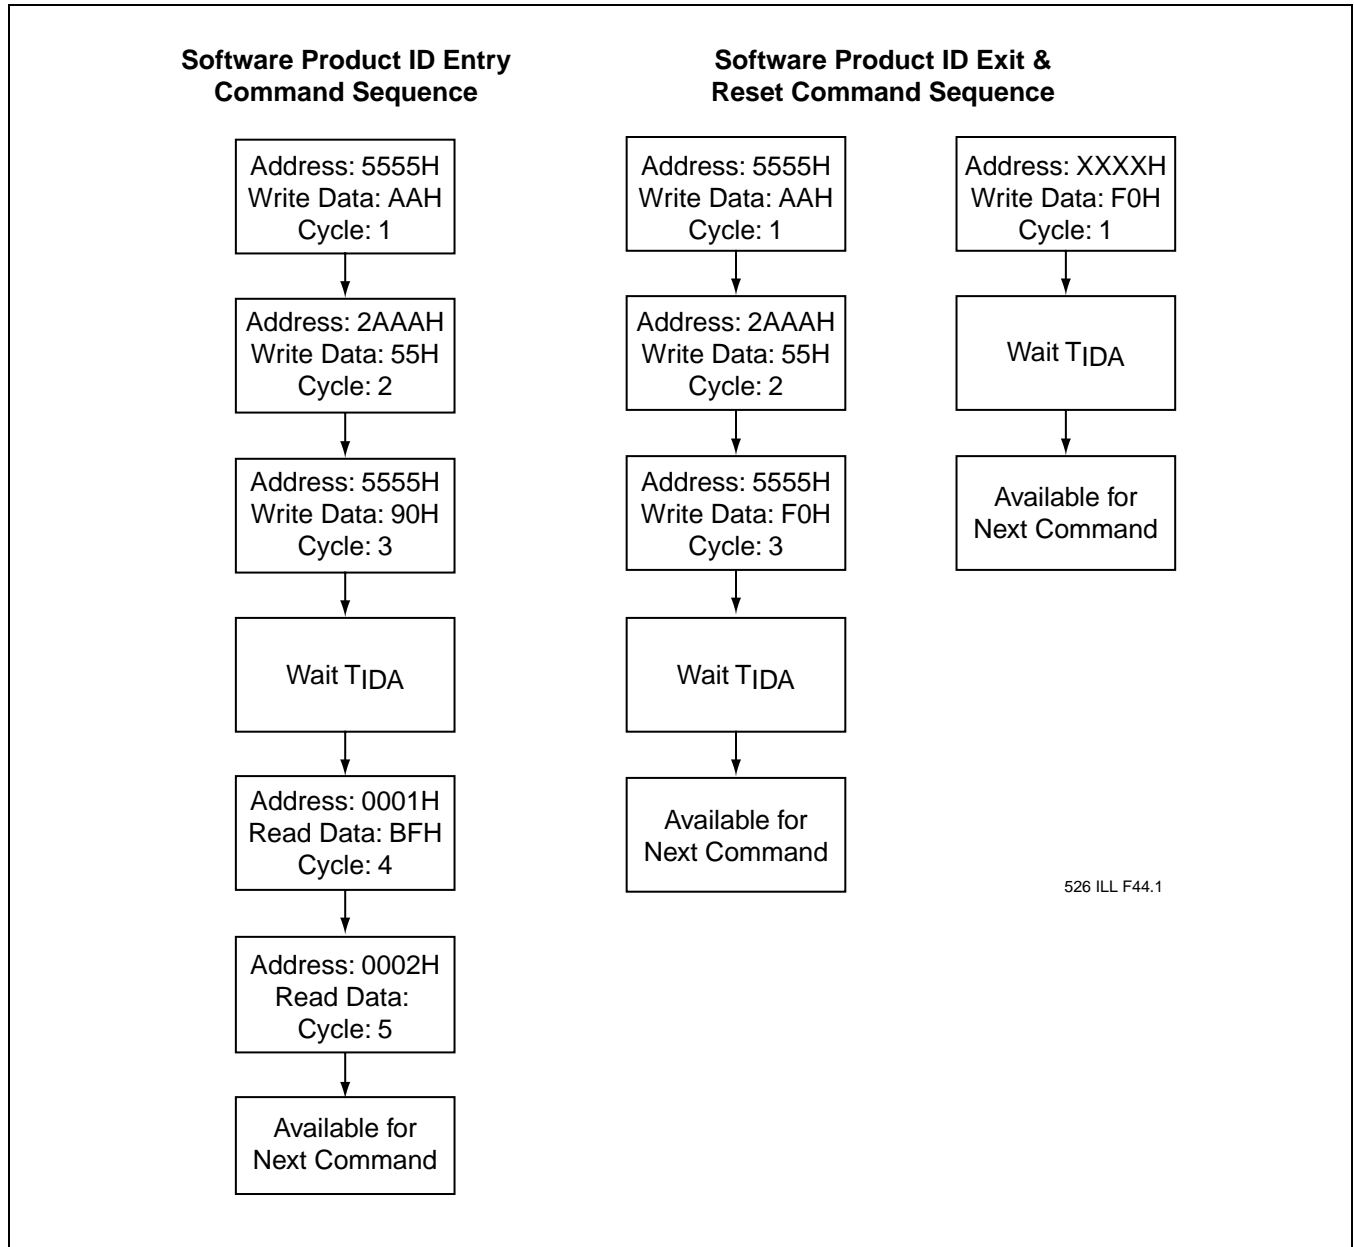 Software Product ID Entry
Command Sequence
Address: 5555H
Write Data: AAH
Cycle: 1
Address: 2AAAH
Write Data: 55H
Cycle: 2
Address: 5555H
Write Data: 90H
Cycle: 3
Wait TIDA
Address: 0001H
Read Data: BFH
Cycle: 4
Address: 0002H
Read Data:
Cycle: 5
Available for
Next Command
Software Product ID Exit &
Reset Command Sequence
Address: 5555H
Write Data: AAH
Cycle: 1
Address: 2AAAH
Write Data: 55H
Cycle: 2
Address: 5555H
Write Data: F0H
Cycle: 3
Wait TIDA
Available for
Next Command
Address: XXXXH
Write Data: F0H
Cycle: 1
Wait TIDA
Available for
Next Command
526 ILL F44.1